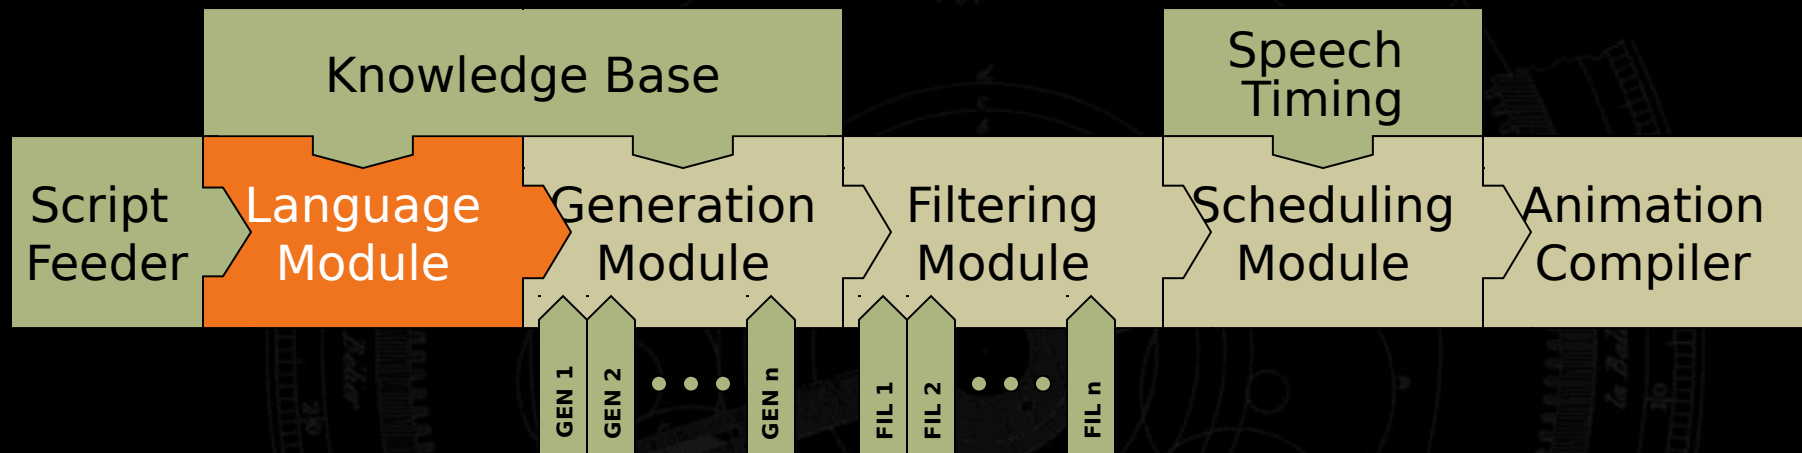 Knowledge Base
Speech
Timing
Script
Feeder
Language
Module
Generation
Module
Filtering
Module
Scheduling
Module
Animation
Compiler
GEN 1
GEN 2
GEN n
FIL 1
FIL 2
FIL n